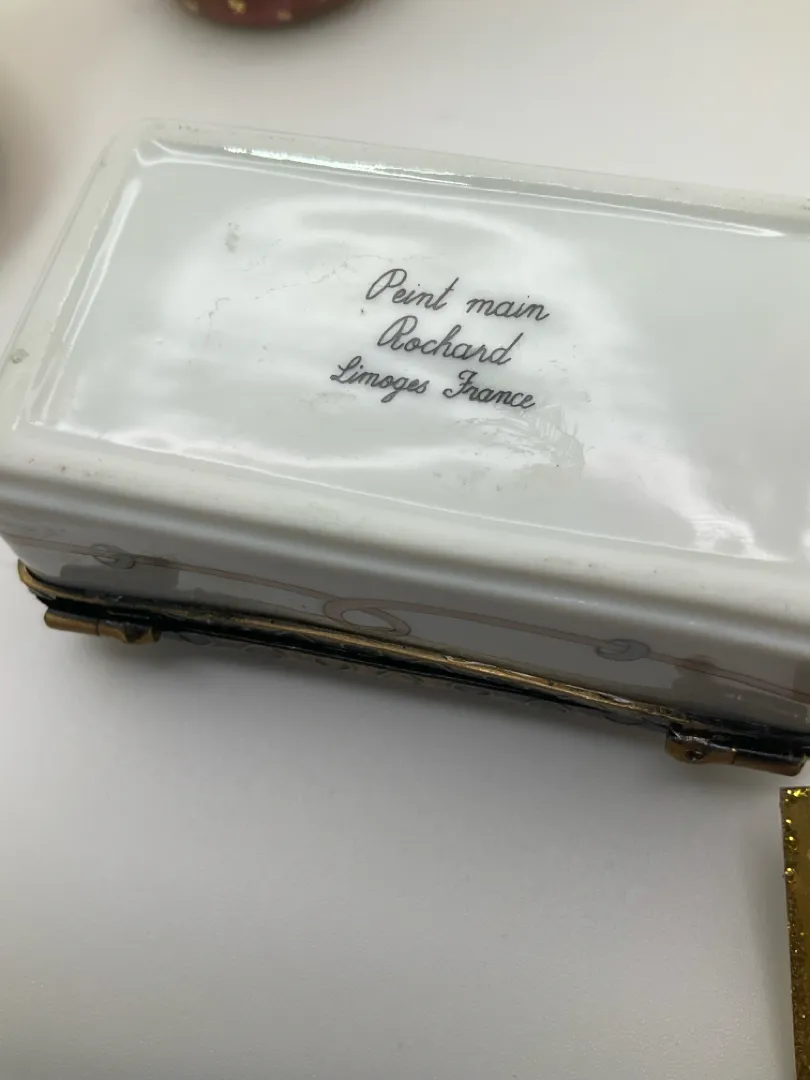 Peint main
Rochard
Limoges France